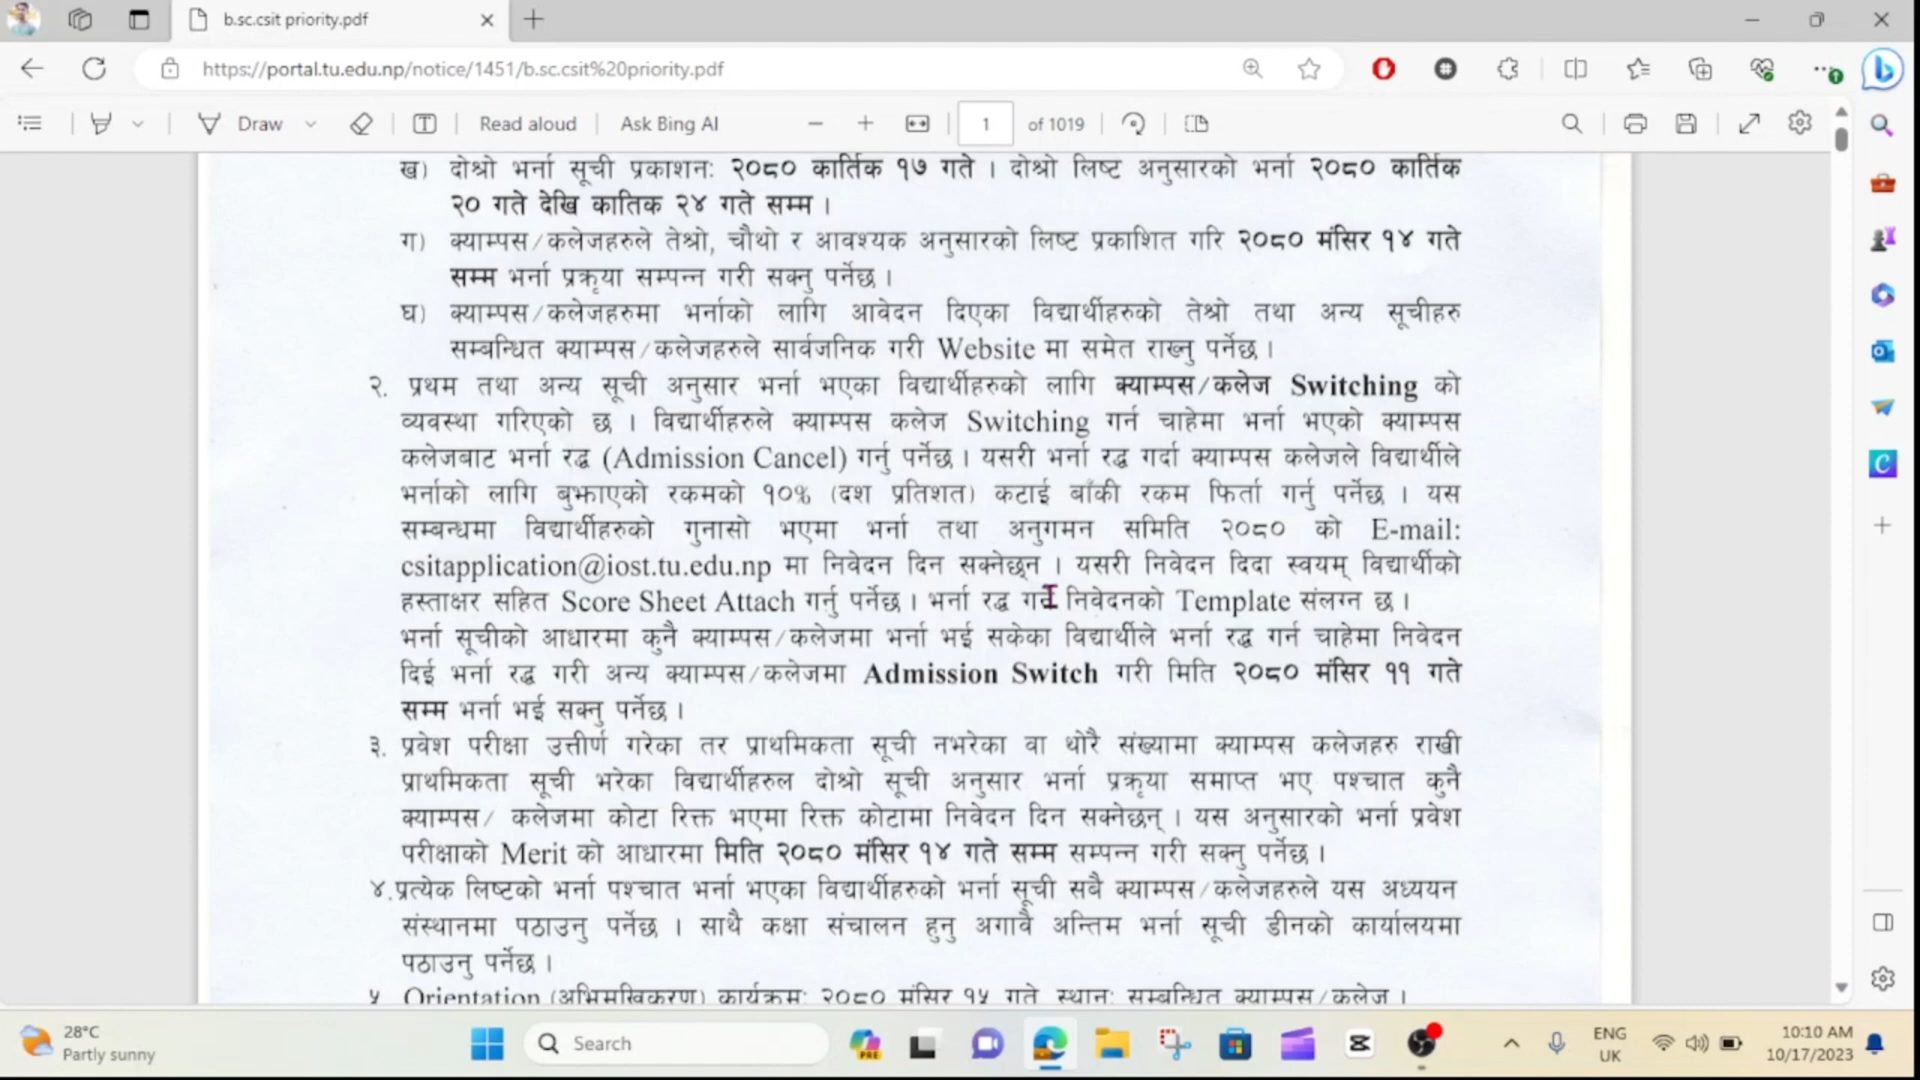 b.sc.csit priority.pdf
https://portal.tu.edu.np/notice/1451/b.sc.csit%20priority.pdf
Draw
Read aloud
Ask Bing AI
1 of 1019
ख) दोश्रो भर्ना सूची प्रकाशनः २०८० कार्तिक १७ गते । दोश्रो लिष्ट अनुसारको भर्ना २०८० कार्तिक
२० गते देखि कातिक २४ गते सम्म ।
ग) क्याम्पस/कलेजहरुले तेश्रो, चौथो र आवश्यक अनुसारको लिष्ट प्रकाशित गरि २०८० मंसिर १४ गते
सम्म भर्ना प्रकृया सम्पन्न गरी सक्नु पर्नेछ ।
घ) क्याम्पस/कलेजहरुमा भर्नाको लागि आवेदन दिएका विद्यार्थीहरुको तेश्रो तथा अन्य सूचीहरु
सम्बन्धित क्याम्पस/कलेजहरुले सार्वजनिक गरी Website मा समेत राख्नु पर्नेछ ।
२. प्रथम तथा अन्य सूची अनुसार भर्ना भएका विद्यार्थीहरुको लागि क्याम्पस/कलेज Switching को
व्यवस्था गरिएको छ । विद्यार्थीहरुले क्याम्पस कलेज Switching गर्न चाहेमा भर्ना भएको क्याम्पस
कलेजबाट भर्ना रद्ध (Admission Cancel) गर्नु पर्नेछ । यसरी भर्ना रद्ध गर्दा क्याम्पस कलेजले विद्यार्थीले
भर्नाको लागि बुझाएको रकमको १०% (दश प्रतिशत) कटाई बाँकी रकम फिर्ता गर्नु पर्नेछ । यस
सम्बन्धमा विद्यार्थीहरुको गुनासो भएमा भर्ना तथा अनुगमन समिति २०८० को E-mail:
csitapplication@iost.tu.edu.np मा निवेदन दिन सक्नेछन् । यसरी निवेदन दिदा स्वयम् विद्यार्थीको
हस्ताक्षर सहित Score Sheet Attach गर्नु पर्नेछ । भर्ना रद्ध गर्ने निवेदनको Template संलग्न छ ।
भर्ना सूचीको आधारमा कुनै क्याम्पस/कलेजमा भर्ना भई सकेका विद्यार्थीले भर्ना रद्ध गर्न चाहेमा निवेदन
दिई भर्ना रद्ध गरी अन्य क्याम्पस/कलेजमा Admission Switch गरी मिति २०८० मंसिर ११ गते
सम्म भर्ना भई सक्नु पर्नेछ ।
३. प्रवेश परीक्षा उत्तीर्ण गरेका तर प्राथमिकता सूची नभरेका वा थोरै संख्यामा क्याम्पस कलेजहरु राखी
प्राथमिकता सूची भरेका विद्यार्थीहरुल दोश्रो सूची अनुसार भर्ना प्रकृया समाप्त भए पश्चात कुनै
क्याम्पस/ कलेजमा कोटा रिक्त भएमा रिक्त कोटामा निवेदन दिन सक्नेछन् । यस अनुसारको भर्ना प्रवेश
परीक्षाको Merit को आधारमा मिति २०८० मंसिर १४ गते सम्म सम्पन्न गरी सक्नु पर्नेछ ।
४.प्रत्येक लिष्टको भर्ना पश्चात भर्ना भएका विद्यार्थीहरुको भर्ना सूची सबै क्याम्पस/कलेजहरुले यस अध्ययन
संस्थानमा पठाउनु पर्नेछ । साथै कक्षा संचालन हुनु अगावै अन्तिम भर्ना सूची डीनको कार्यालयमा
पठाउनु पर्नेछ ।
५ Orientation (अभिमुखिकरण) कार्यक्रमः २०८० मंसिर १५ गते स्थानः सम्बन्धित क्याम्पस/कलेज ।
28°C
Partly sunny
Search
PRE
ENG
UK
10:10 AM
10/17/2023